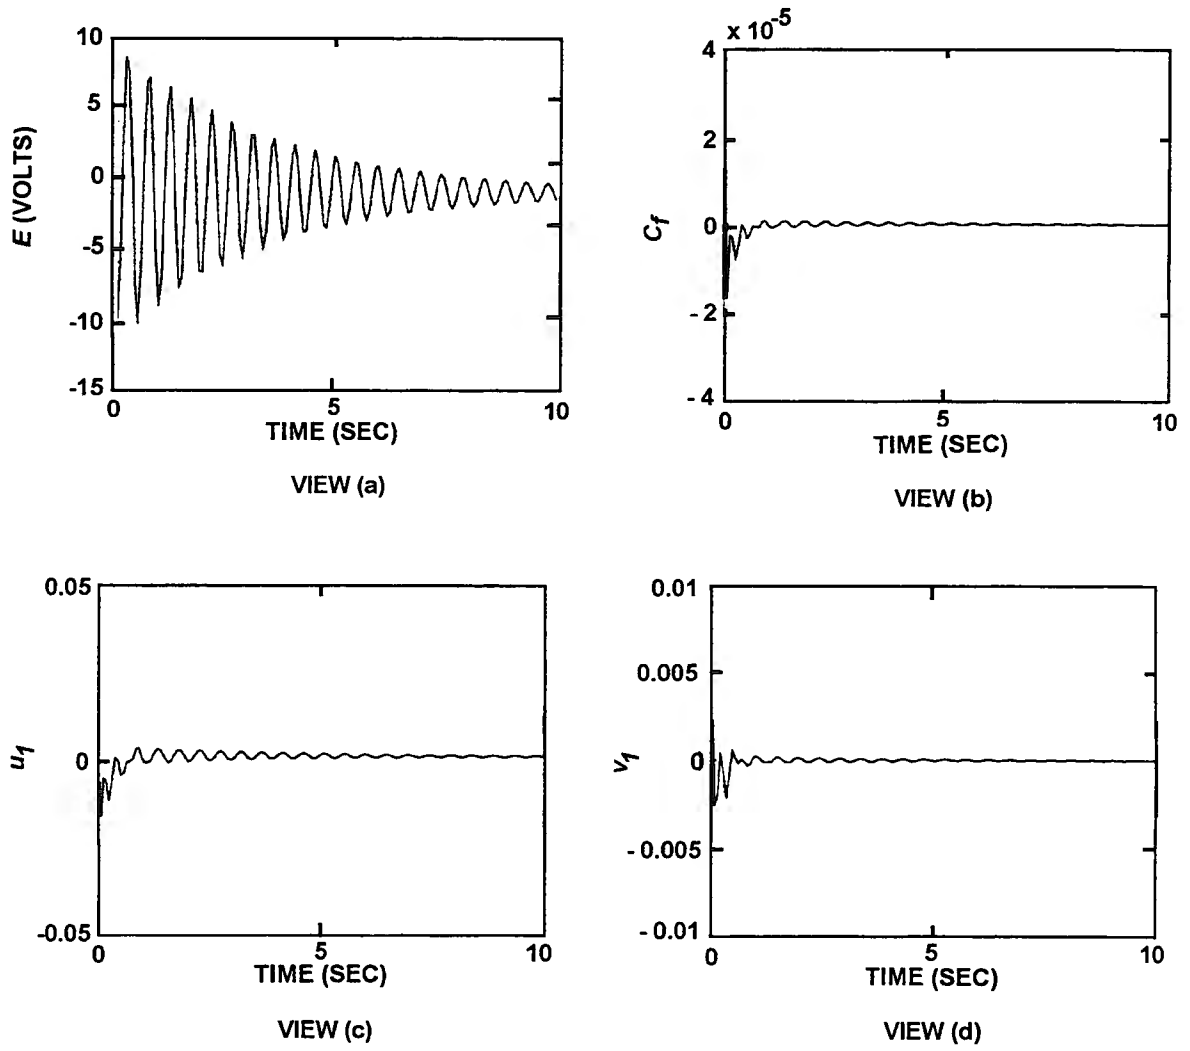 10
5
0
-5
-10
-15
E (VOLTS)
0
5
10
TIME (SEC)
VIEW (a)
x 10-5
4
2
0
- 2
- 4
Cf
0
5
10
TIME (SEC)
VIEW (b)
0.05
0
-0.05
u1
0
5
10
TIME (SEC)
VIEW (c)
0.01
0.005
0
- 0.005
- 0.01
v1
0
5
10
TIME (SEC)
VIEW (d)